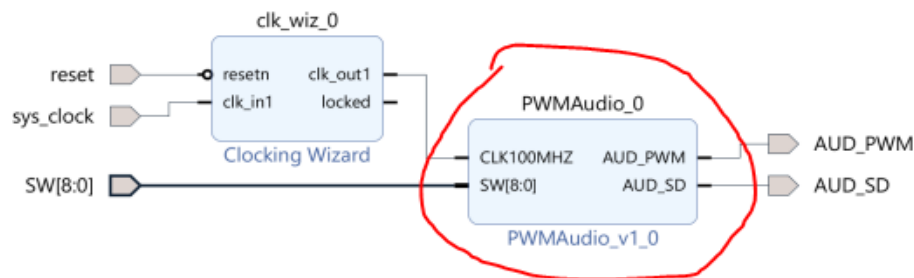 clk_wiz_0
reset
resetn
clk_out1
sys_clock
clk_in1
locked
Clocking Wizard
PWMAudio_0
CLK100MHZ
AUD_PWM
AUD_PWM
SW[8:0]
SW[8:0]
AUD_SD
AUD_SD
PWMAudio_v1_0